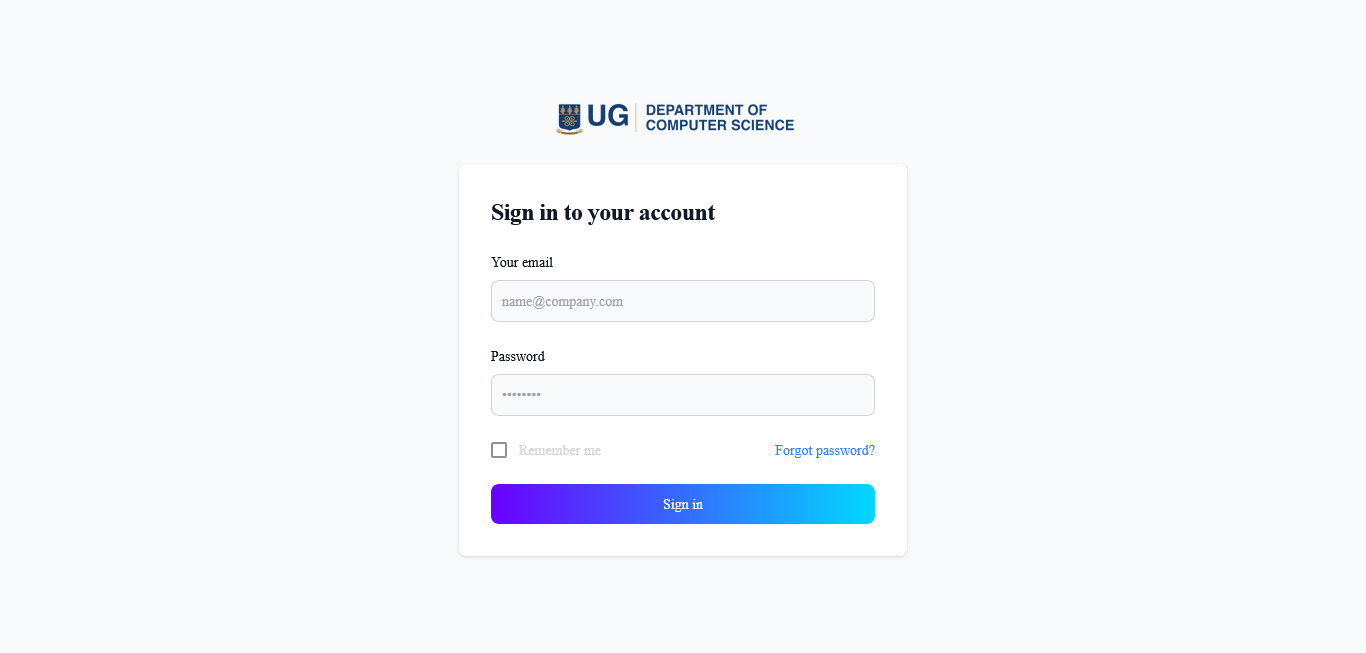 UG
DEPARTMENT OF
COMPUTER SCIENCE
Sign in to your account
Your email
name@company.com
Password
••••••••
Remember me
Forgot password?
Sign in